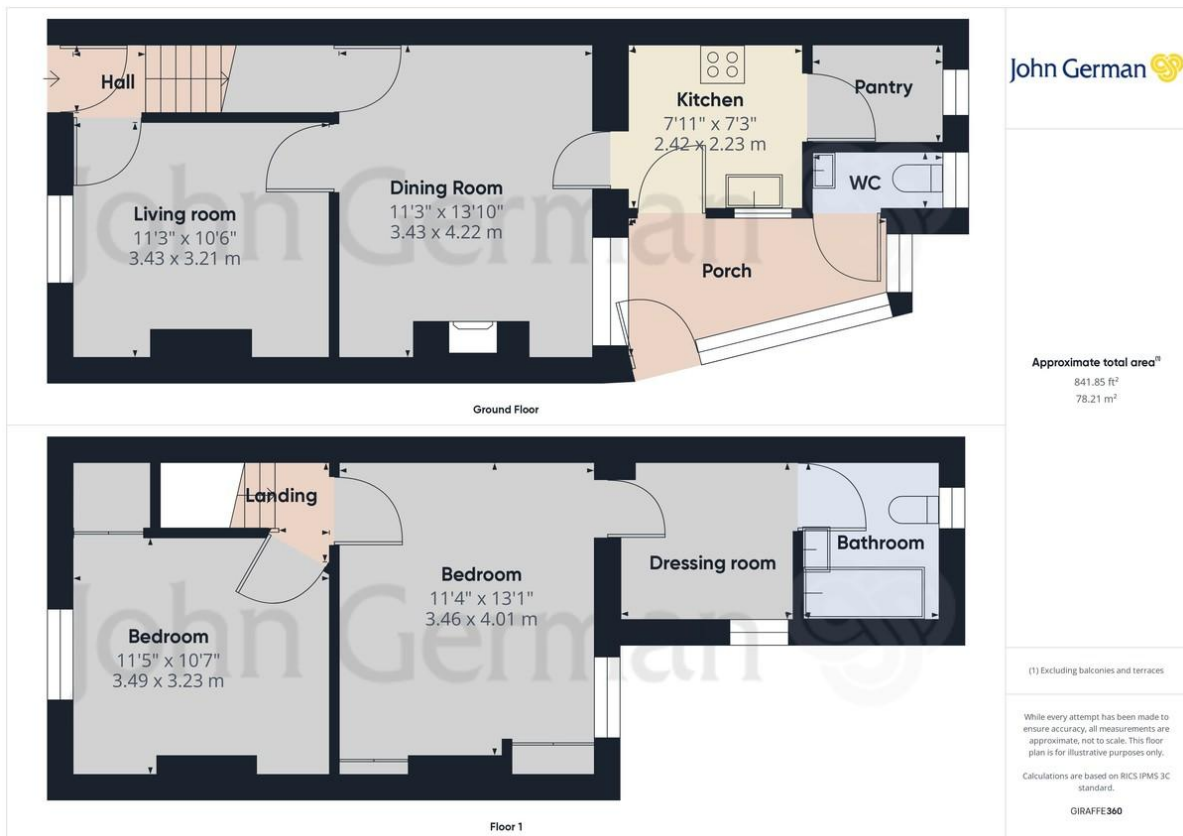 Hall
Kitchen
7'11" x 7'3"
2.42 x 2.23 m
Pantry
WC
Dining Room
11'3" x 13'10"
3.43 x 4.22 m
Living room
11'3" x 10'6"
3.43 x 3.21 m
Porch
John German
Ground Floor
Landing
Bathroom
Dressing room
Bedroom
11'4" x 13'1"
3.46 x 4.01 m
Bedroom
11'5" x 10'7"
3.49 x 3.23 m
John German
Floor 1
John German
Approximate total area(1)
841.85 ft²
78.21 m²
(1) Excluding balconies and terraces
While every attempt has been made to
ensure accuracy, all measurements are
approximate, not to scale. This floor
plan is for illustrative purposes only.
Calculations are based on RICS IPMS 3C
standard.
GIRAFFE360